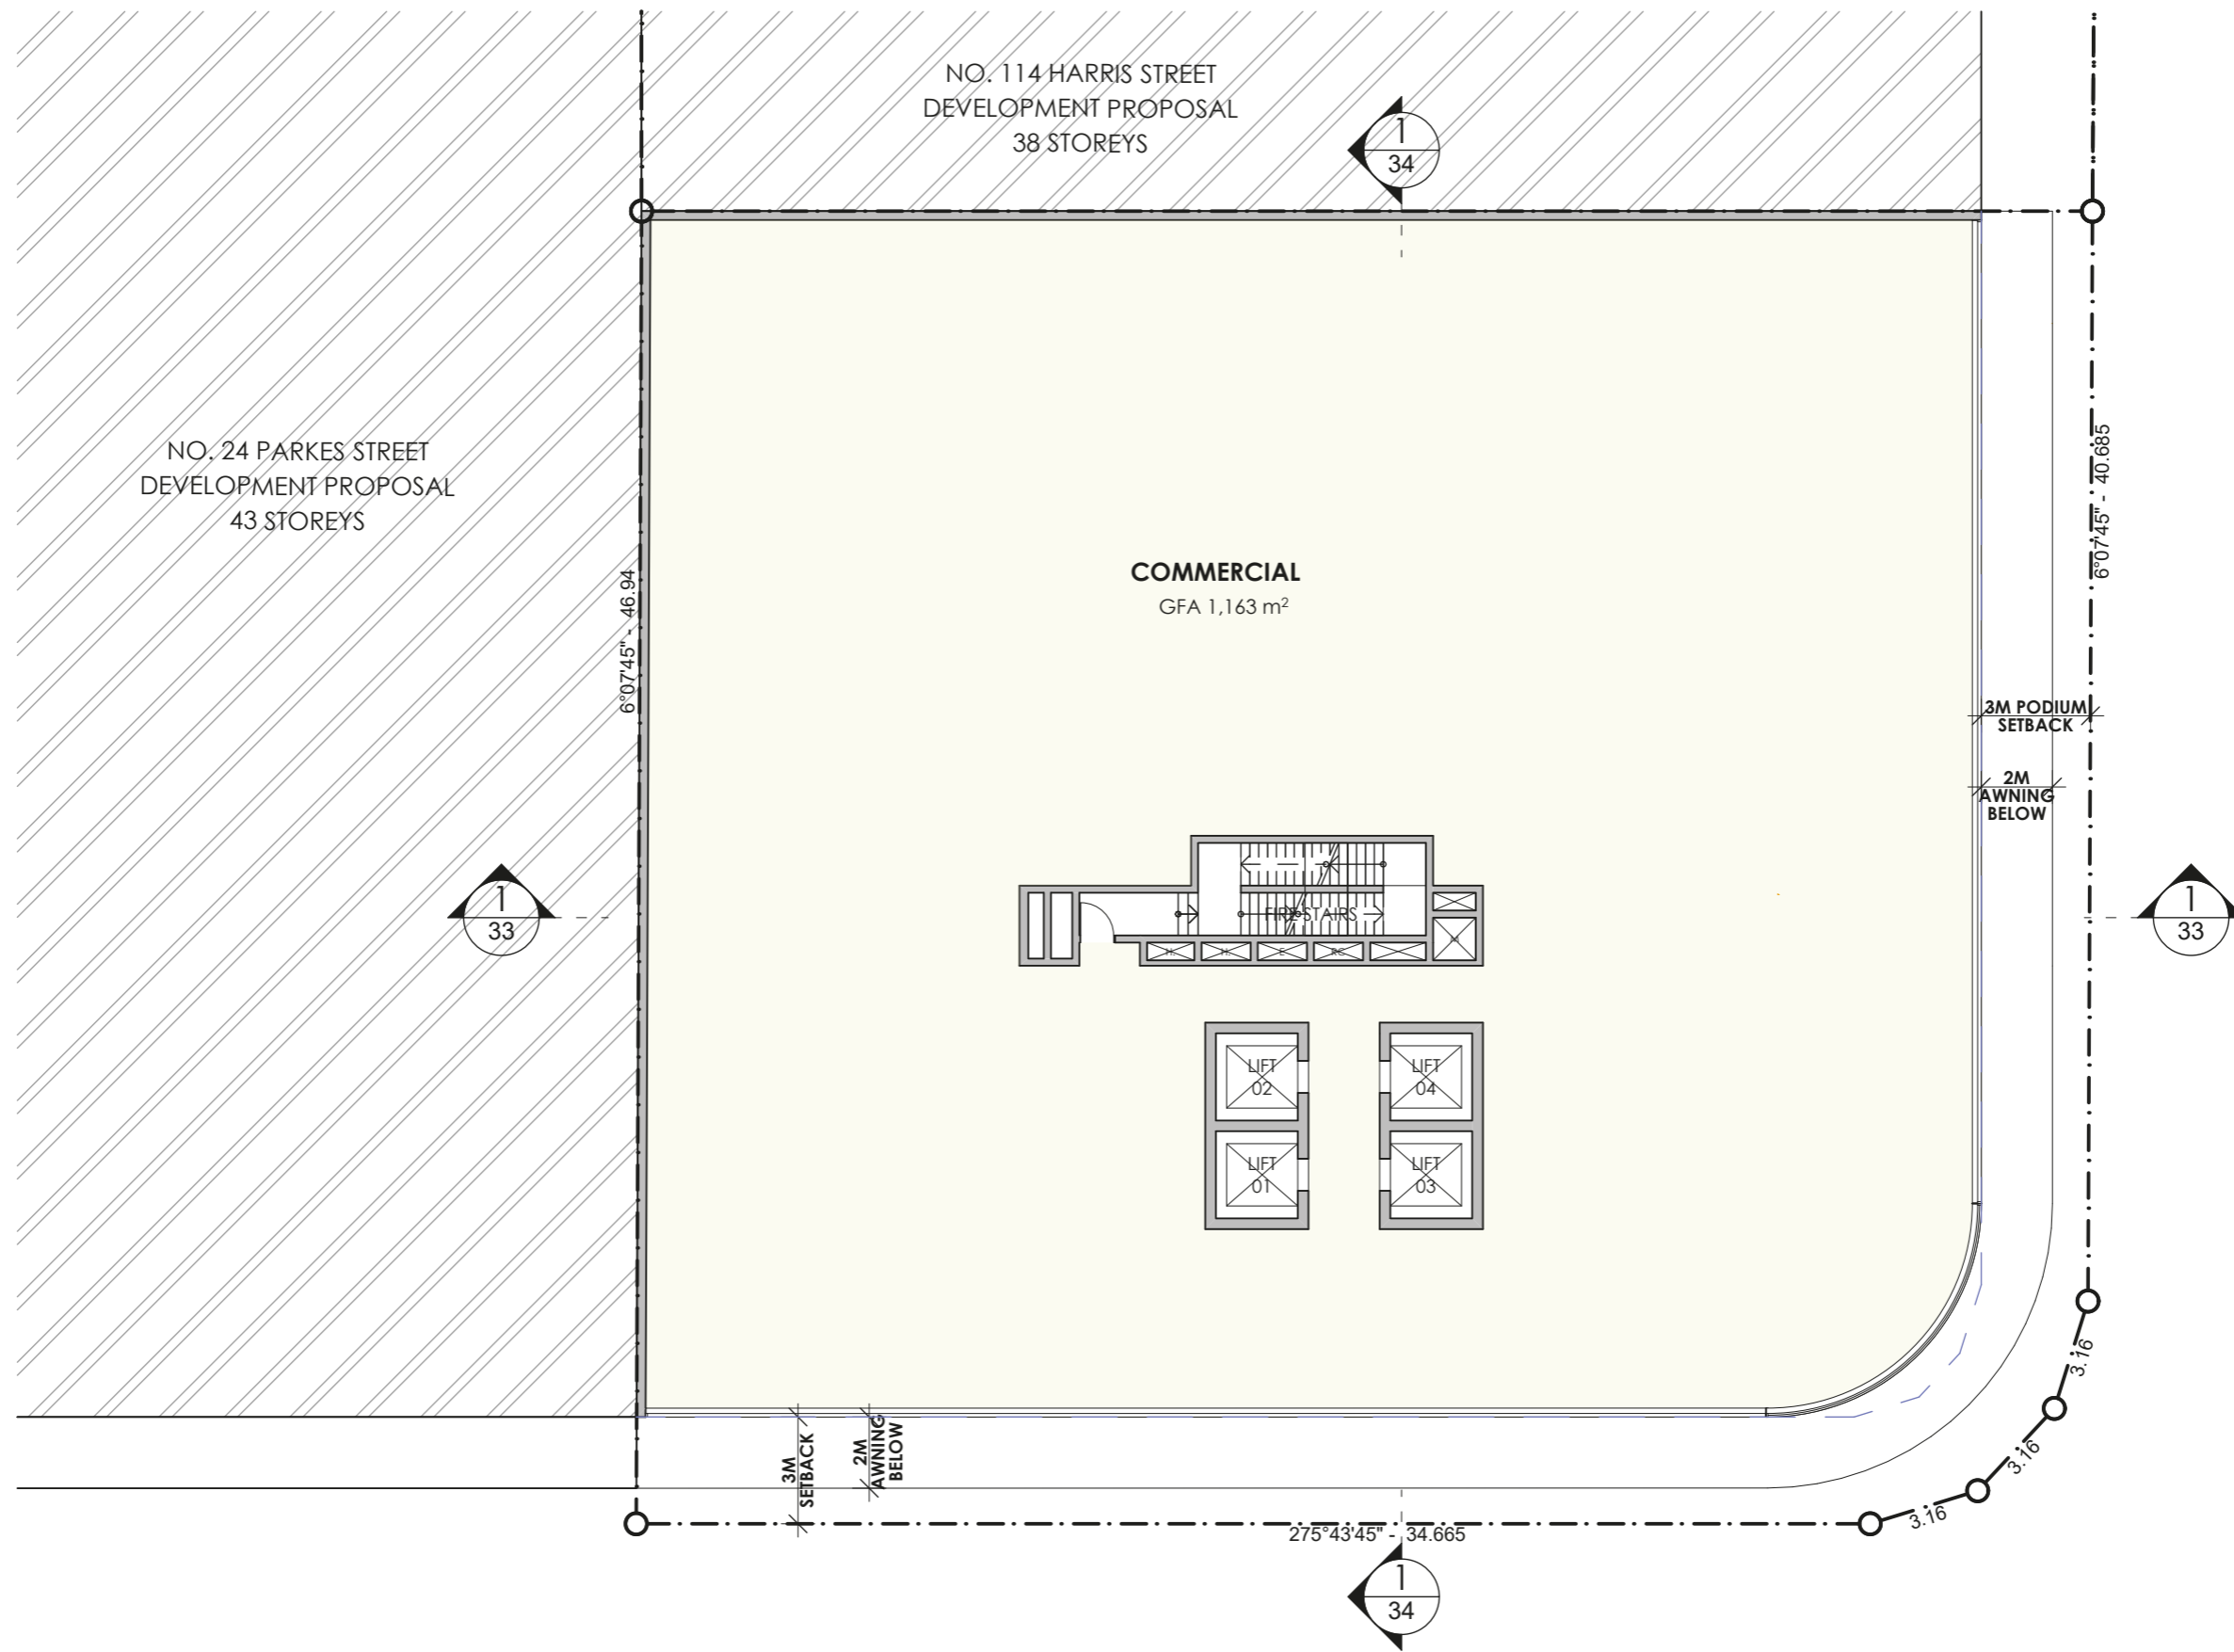 NO. 114 HARRIS STREET
DEVELOPMENT PROPOSAL
38 STOREYS
1
34
NO. 24 PARKES STREET
DEVELOPMENT PROPOSAL
43 STOREYS
6°07'45" - 46.94
6°07'45" - 40.685
COMMERCIAL
GFA 1,163 m²
3M PODIUM
SETBACK
2M
AWNING
BELOW
1
33
FIRE STAIRS
E
RC
1
33
LIFT
02
LIFT
04
LIFT
01
LIFT
03
3M
SETBACK
2M
AWNING
BELOW
3.16
3.16
3.16
275°43'45" - 34.665
1
34